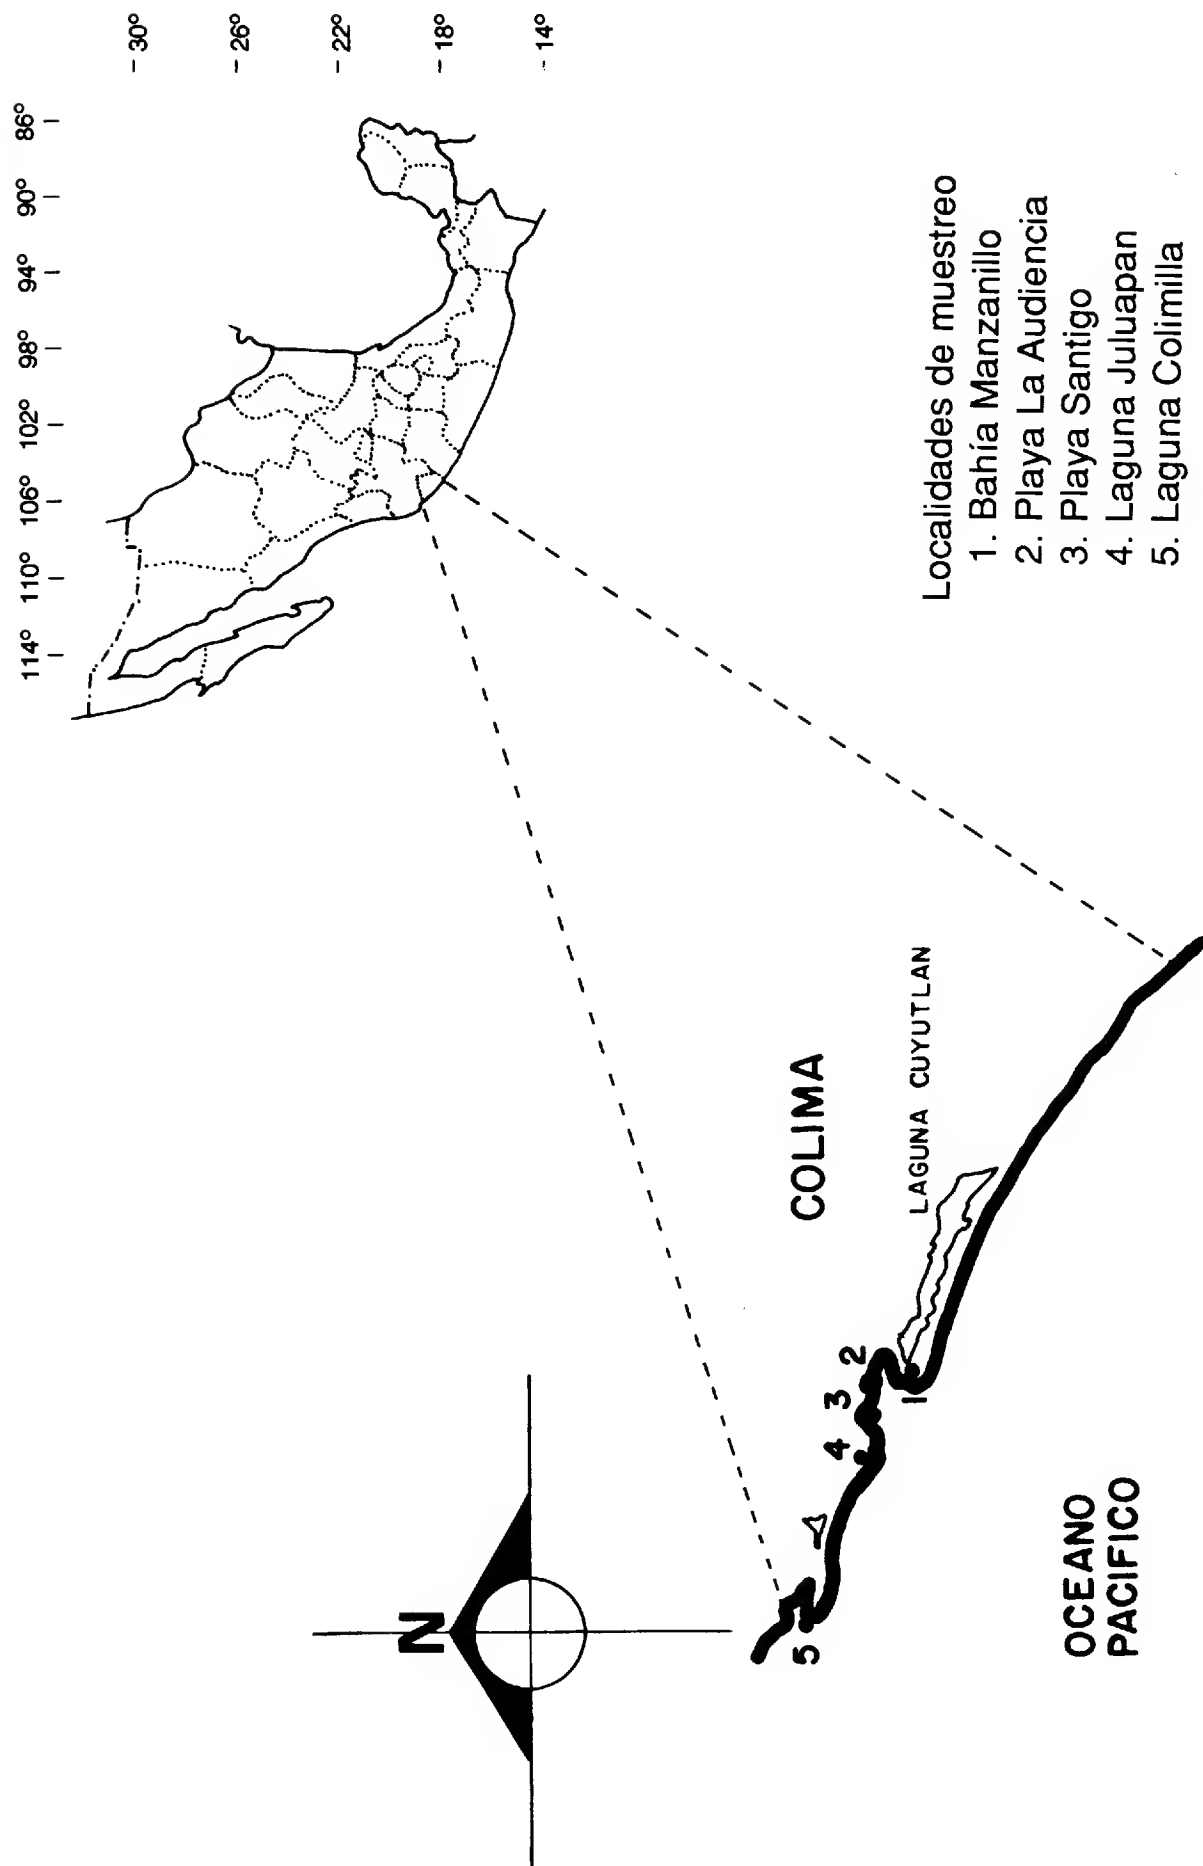 N
114°
110°
106°
102°
98°
94°
90°
86°
- 30°
- 26°
- 22°
- 18°
- 14°
COLIMA
LAGUNA CUYUTLAN
5
4
3
2
1
OCEANO
PACIFICO
Localidades de muestreo
1. Bahía Manzanillo
2. Playa La Audiencia
3. Playa Santigo
4. Laguna Juluapan
5. Laguna Colimilla